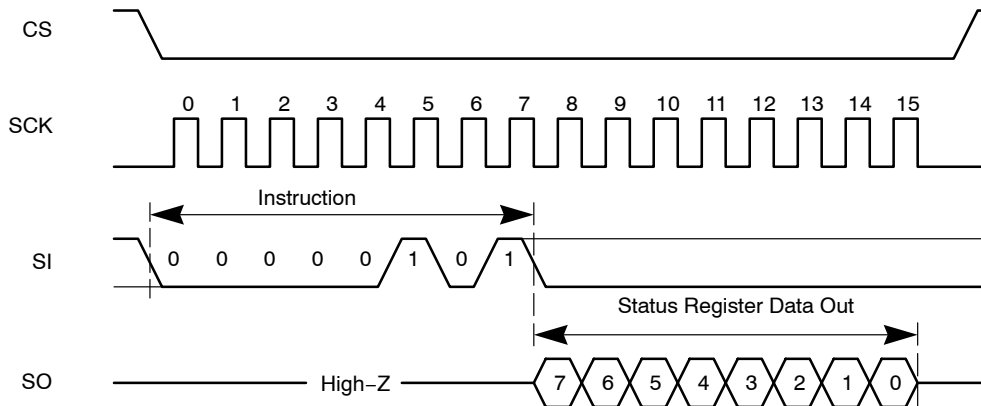 CS
0 1 2 3 4 5 6 7 8 9 10 11 12 13 14 15
SCK
Instruction
SI 0 0 0 0 0 1 0 1
Status Register Data Out
SO High−Z 7 6 5 4 3 2 1 0